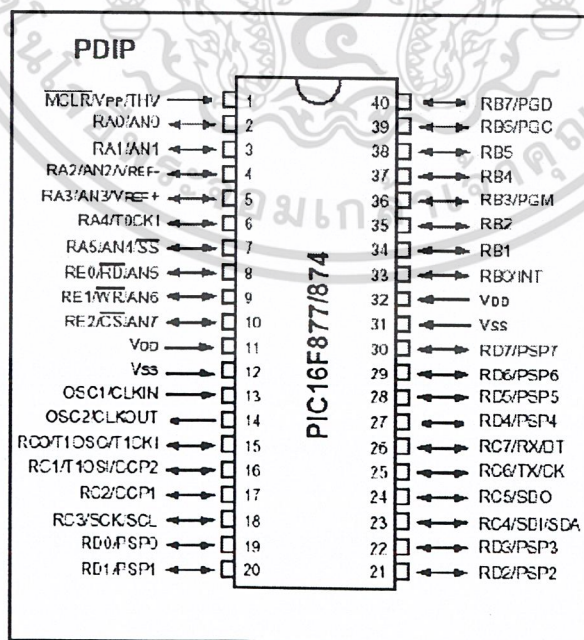 PDIP
MCLR/VPP/THV 1
RA0/AN0 2
RA1/AN1 3
RA2/AN2/VREF- 4
RA3/AN3/VREF+ 5
RA4/T0CKI 6
RA5/AN4/SS 7
RE0/RD/AN5 8
RE1/WR/AN6 9
RE2/CS/AN7 10
VDD 11
VSS 12
OSC1/CLKIN 13
OSC2/CLKOUT 14
RC0/T1OSO/T1CKI 15
RC1/T1OSI/CCP2 16
RC2/CCP1 17
RC3/SCK/SCL 18
RD0/PSP0 19
RD1/PSP1 20
PIC16F877/874
40 RB7/PGD
39 RB6/PGC
38 RB5
37 RB4
36 RB3/PGM
35 RB2
34 RB1
33 RB0/INT
32 VDD
31 VSS
30 RD7/PSP7
29 RD6/PSP6
28 RD5/PSP5
27 RD4/PSP4
26 RC7/RX/DT
25 RC6/TX/CK
24 RC5/SDO
23 RC4/SDI/SDA
22 RD3/PSP3
21 RD2/PSP2